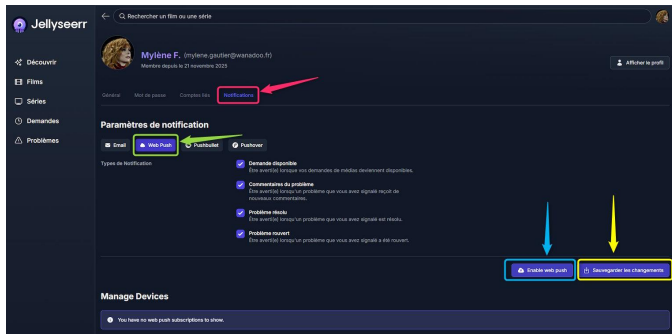 Jellyseerr
Rechercher un film ou une série
Découvrir
Films
Séries
Demandes
Problèmes
Mylène F. (mylene.gautier@wanadoo.fr)
Membre depuis le 21 novembre 2025
Afficher le profil
Général Mot de passe Comptes liés Notifications
Paramètres de notification
Email Web Push Pushbullet Pushover
Types de Notification
Demande disponible
Être averti(e) lorsque vos demandes de médias deviennent disponibles.
Commentaires du problème
Être averti(e) lorsqu'un problème que vous avez signalé reçoit de
nouveaux commentaires.
Problème résolu
Être averti(e) lorsqu'un problème que vous avez signalé est résolu.
Problème rouvert
Être averti(e) lorsqu'un problème que vous avez signalé a été rouvert.
Enable web push Sauvegarder les changements
Manage Devices
You have no web push subscriptions to show.